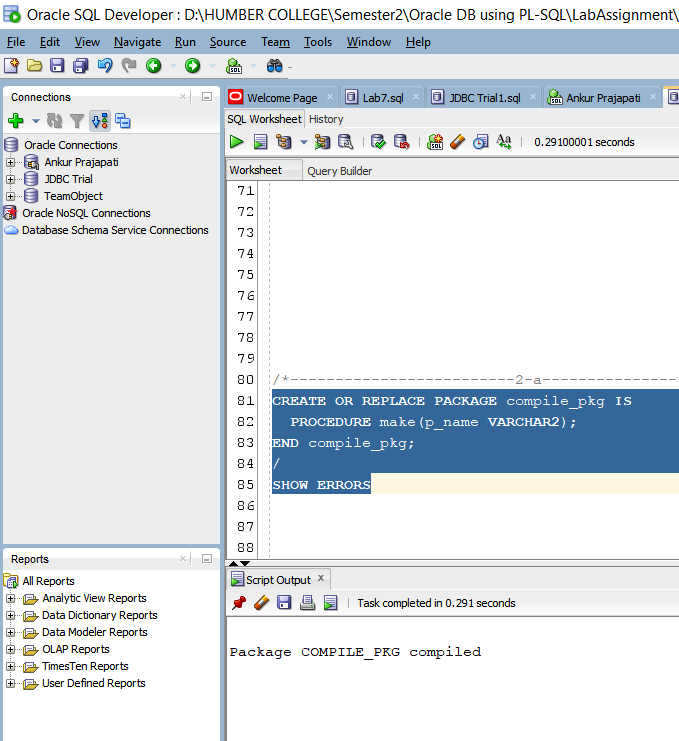 Oracle SQL Developer : D:\HUMBER COLLEGE\Semester2\Oracle DB using PL-SQL\LabAssignment\
File Edit View Navigate Run Source Team Tools Window Help
Connections
Oracle Connections
Ankur Prajapati
JDBC Trial
TeamObject
Oracle NoSQL Connections
Database Schema Service Connections
Reports
All Reports
Analytic View Reports
Data Dictionary Reports
Data Modeler Reports
OLAP Reports
TimesTen Reports
User Defined Reports
Welcome Page Lab7.sql JDBC Trial1.sql Ankur Prajapati
SQL Worksheet History
0.29100001 seconds
Worksheet Query Builder
71
72
73
74
75
76
77
78
79
80 /*-------------------------2-a---------------
81 CREATE OR REPLACE PACKAGE compile_pkg IS
82 PROCEDURE make(p_name VARCHAR2);
83 END compile_pkg;
84 /
85 SHOW ERRORS
86
87
88
Script Output x
Task completed in 0.291 seconds
Package COMPILE_PKG compiled